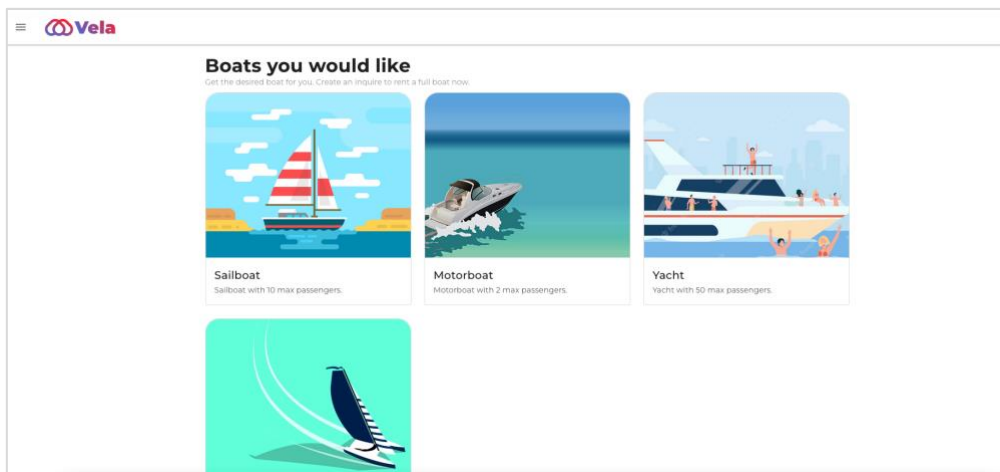 Vela
Boats you would like
Get the desired boat for you. Create an inquire to rent a full boat now.
Sailboat
Sailboat with 10 max passengers.
Motorboat
Motorboat with 2 max passengers.
Yacht
Yacht with 50 max passengers.